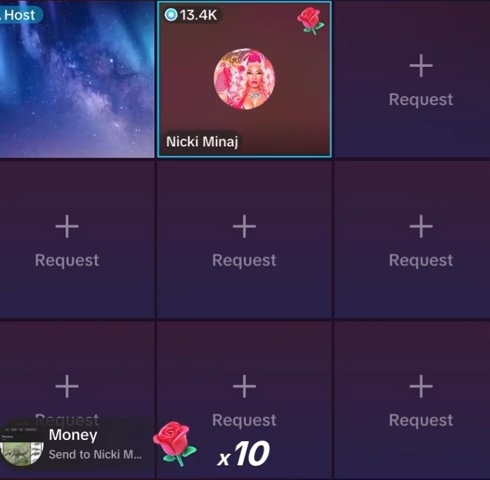 Host
13.4K
Nicki Minaj
Request
Request
Request
Request
Request
Request
Request
Money
Send to Nicki M...
x10